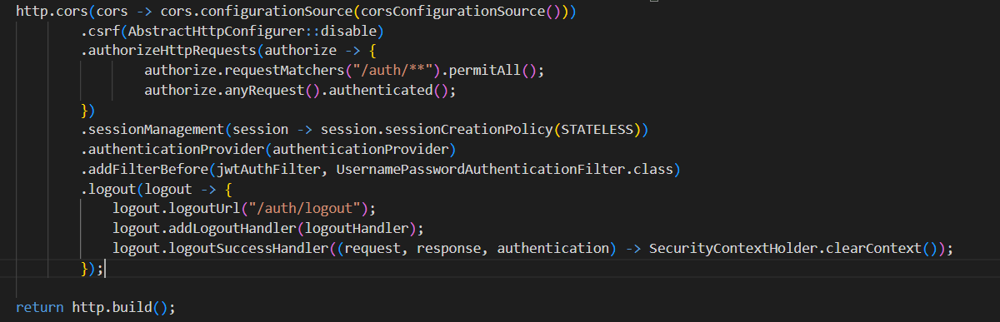 http.cors(cors -> cors.configurationSource(corsConfigurationSource()))
.csrf(AbstractHttpConfigurer::disable)
.authorizeHttpRequests(authorize -> {
authorize.requestMatchers("/auth/**").permitAll();
authorize.anyRequest().authenticated();
})
.sessionManagement(session -> session.sessionCreationPolicy(STATELESS))
.authenticationProvider(authenticationProvider)
.addFilterBefore(jwtAuthFilter, UsernamePasswordAuthenticationFilter.class)
.logout(logout -> {
logout.logoutUrl("/auth/logout");
logout.addLogoutHandler(logoutHandler);
logout.logoutSuccessHandler((request, response, authentication) -> SecurityContextHolder.clearContext());
});
return http.build();